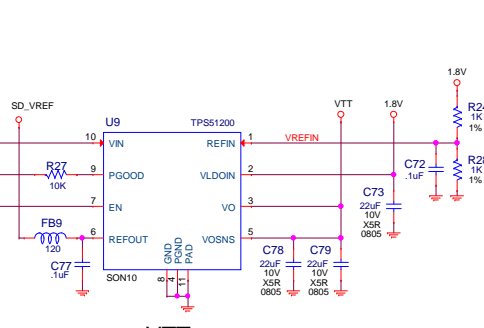 1.8V
SD_VREF
VTT
1.8V
U9
TPS51200
1K
1%
10
VIN
REFIN
1
VREFIN
R27
10K
9
PGOOD
VLDOIN
2
C72
.1uF
1K
1%
7
EN
VO
3
C73
22uF
10V
X5R
0805
FB9
120
6
REFOUT
VOSNS
5
C77
.1uF
GND
PGND
PAD
SON10
8
4
11
C78
22uF
10V
X5R
0805
C79
22uF
10V
X5R
0805